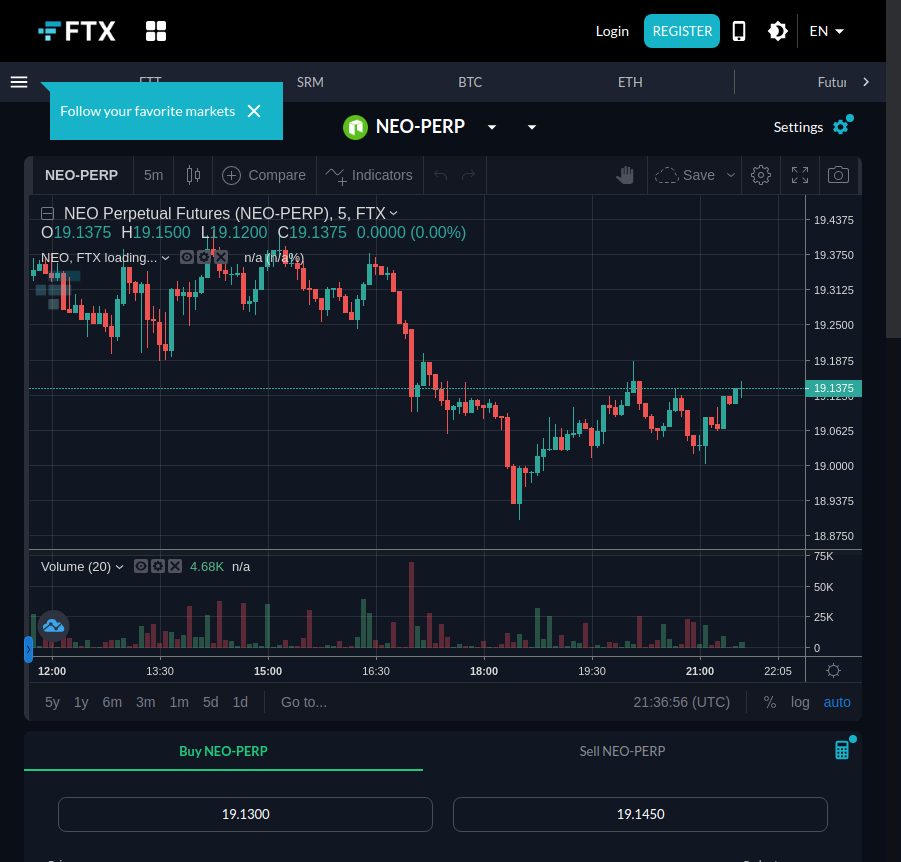 FTX
Login
REGISTER
EN
FTT
SRM
BTC
ETH
Futur
Follow your favorite markets
NEO-PERP
Settings
NEO-PERP
5m
Compare
Indicators
Save
NEO Perpetual Futures (NEO-PERP), 5, FTX
O19.1375 H19.1500 L19.1200 C19.1375 0.0000 (0.00%)
NEO, FTX loading... n/a (n/a%)
19.4375
19.3750
19.3125
19.2500
19.1875
19.1375
19.1250
19.0625
19.0000
18.9375
18.8750
Volume (20) 4.68K n/a
75K
50K
25K
0
12:00 13:30 15:00 16:30 18:00 19:30 21:00 22:05
5y 1y 6m 3m 1m 5d 1d Go to... 21:36:56 (UTC) % log auto
Buy NEO-PERP
Sell NEO-PERP
19.1300
19.1450